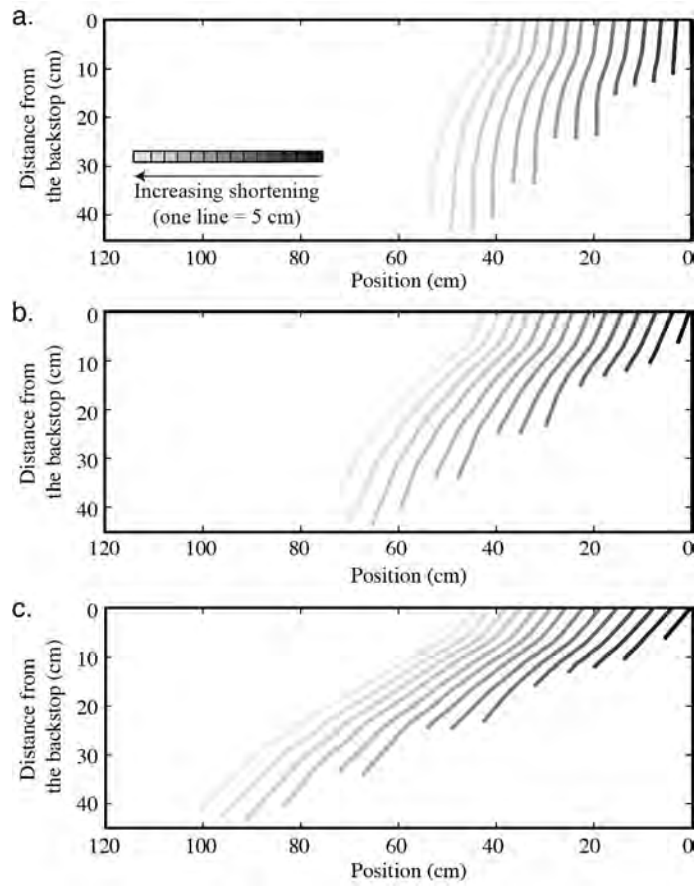 a.
0
10
20
30
40
Distance from
the backstop (cm)
Increasing shortening
(one line = 5 cm)
120 100 80 60 40 20 0
Position (cm)
b.
0
10
20
30
40
Distance from
the backstop (cm)
120 100 80 60 40 20 0
Position (cm)
c.
0
10
20
30
40
Distance from
the backstop (cm)
120 100 80 60 40 20 0
Position (cm)